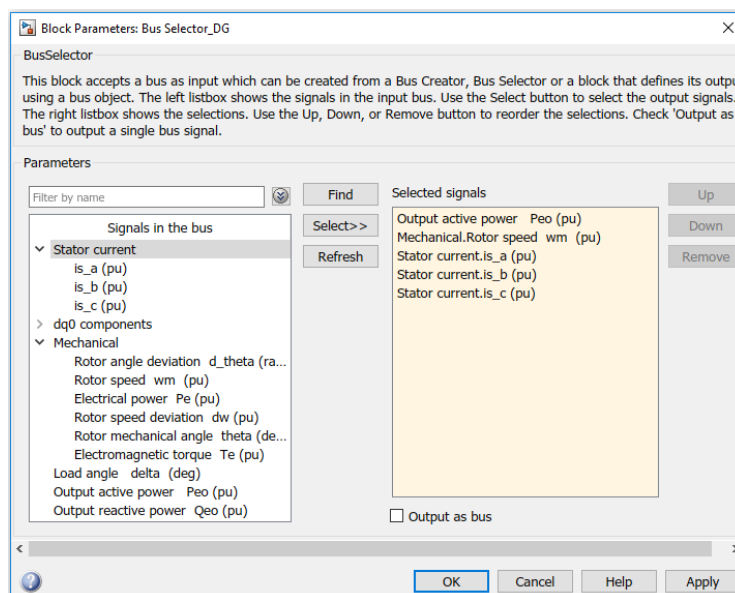 Block Parameters: Bus Selector_DG
BusSelector
This block accepts a bus as input which can be created from a Bus Creator, Bus Selector or a block that defines its outpu
using a bus object. The left listbox shows the signals in the input bus. Use the Select button to select the output signals.
The right listbox shows the selections. Use the Up, Down, or Remove button to reorder the selections. Check 'Output as
bus' to output a single bus signal.
Parameters
Filter by name
Find
Selected signals
Up
Signals in the bus
Select>>
Down
Refresh
Remove
Stator current
is_a (pu)
is_b (pu)
is_c (pu)
dq0 components
Mechanical
Rotor angle deviation d_theta (ra...
Rotor speed wm (pu)
Electrical power Pe (pu)
Rotor speed deviation dw (pu)
Rotor mechanical angle theta (de...
Electromagnetic torque Te (pu)
Load angle delta (deg)
Output active power Peo (pu)
Output reactive power Qeo (pu)
Output active power Peo (pu)
Mechanical.Rotor speed wm (pu)
Stator current.is_a (pu)
Stator current.is_b (pu)
Stator current.is_c (pu)
Output as bus
OK
Cancel
Help
Apply